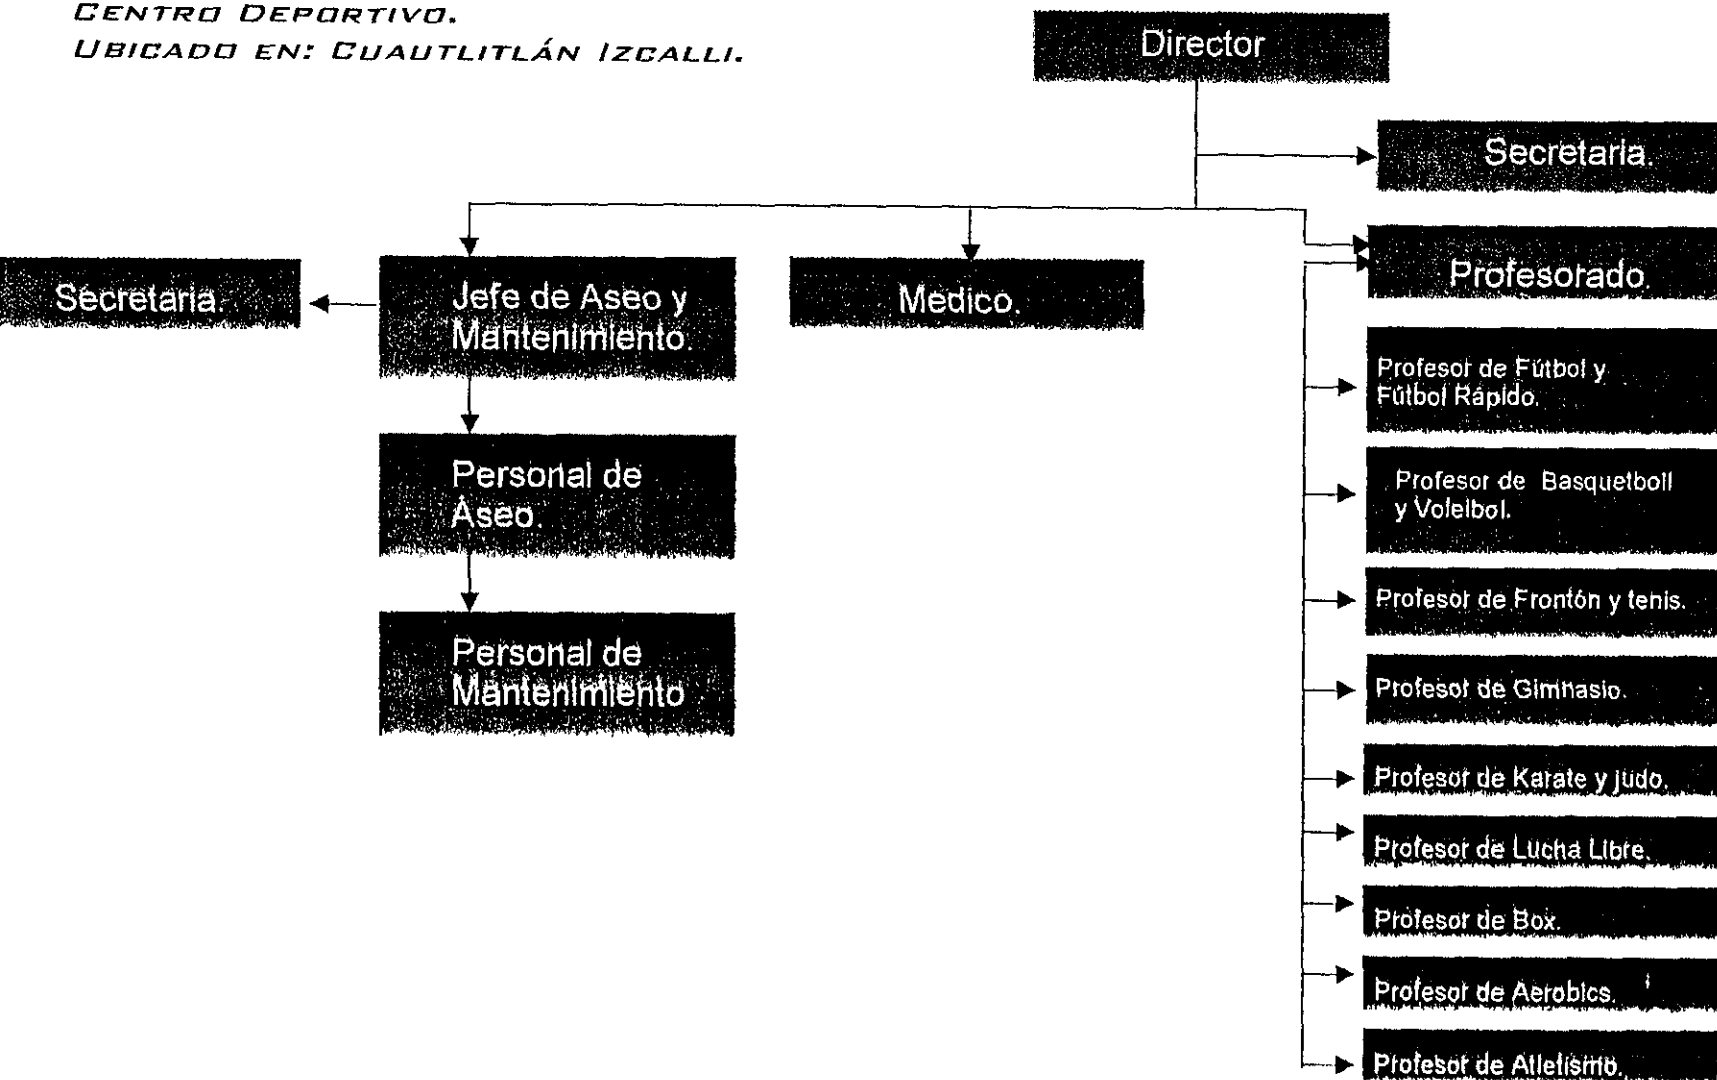 CENTRO DEPORTIVO.
UBICADO EN: CUAUTLITLÁN IZCALLI.
Director
Secretaria.
Secretaria.
Jefe de Aseo y
Mantenimiento.
Medico.
Profesorado.
Personal de
Aseo.
Personal de
Mantenimiento
Profesor de Fútbol y
Fútbol Rápido.
Profesor de Basquetboll
y Voleibol.
Profesor de Frontón y tenis.
Profesor de Gimnasio.
Profesor de Karate y judo.
Profesor de Lucha Libre.
Profesor de Box.
Profesor de Aerobics.
Profesor de Atletismo.